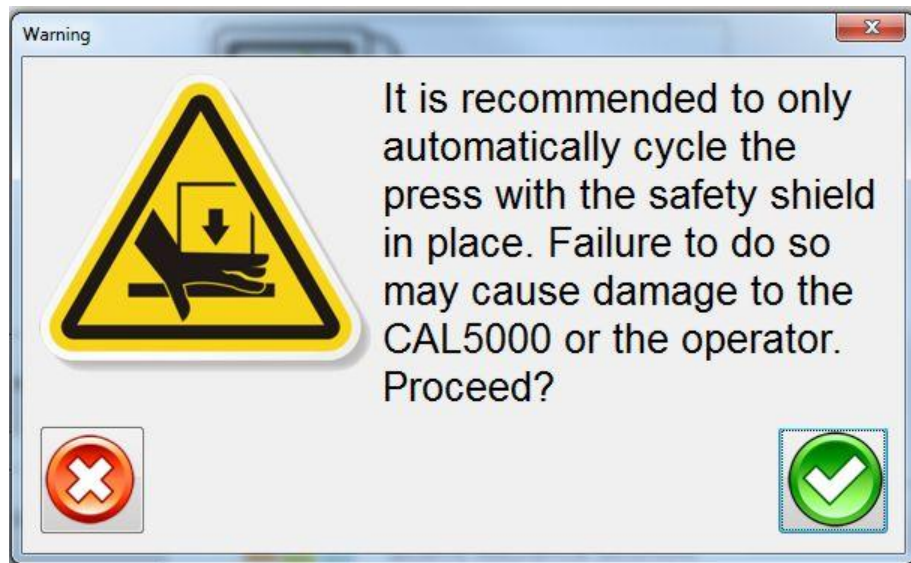 Warning
It is recommended to only
automatically cycle the
press with the safety shield
in place. Failure to do so
may cause damage to the
CAL5000 or the operator.
Proceed?